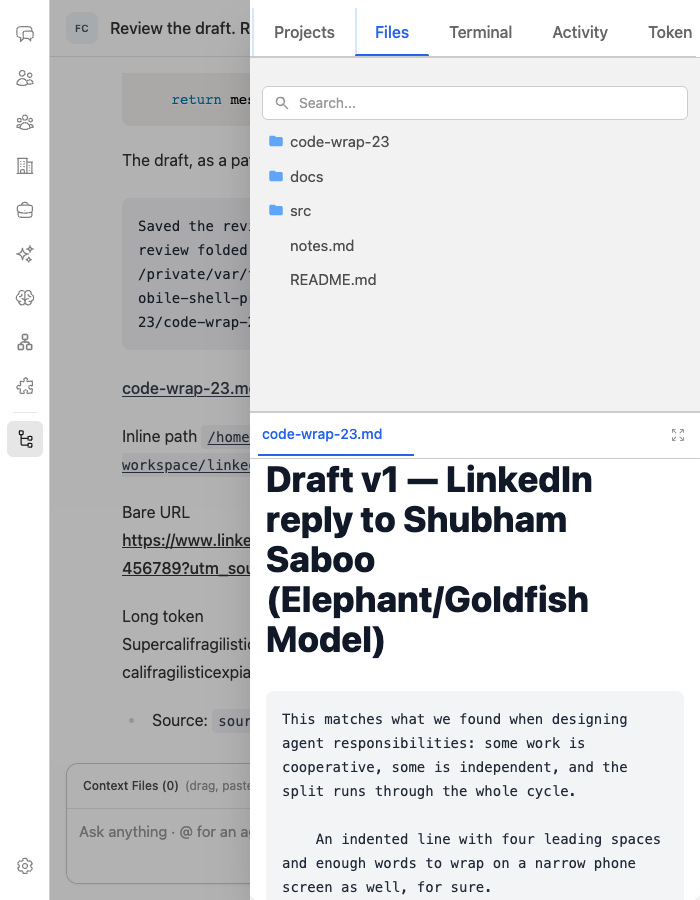 FC
Review the draft. R
Projects
Files
Terminal
Activity
Token
return mes
The draft, as a pa
Saved the revi
review folded
/private/var/
obile-shell-p
23/code-wrap-2
code-wrap-23.md
Inline path /home
workspace/linke
Bare URL
https://www.linke
456789?utm_sou
Long token
Supercalifragilistic
califragilisticexpia
Source: sour
Context Files (0) (drag, paste
Ask anything · @ for an ag
Search...
code-wrap-23
docs
src
notes.md
README.md
code-wrap-23.md
Draft v1 — LinkedIn
reply to Shubham
Saboo
(Elephant/Goldfish
Model)
This matches what we found when designing
agent responsibilities: some work is
cooperative, some is independent, and the
split runs through the whole cycle.
An indented line with four leading spaces
and enough words to wrap on a narrow phone
screen as well, for sure.